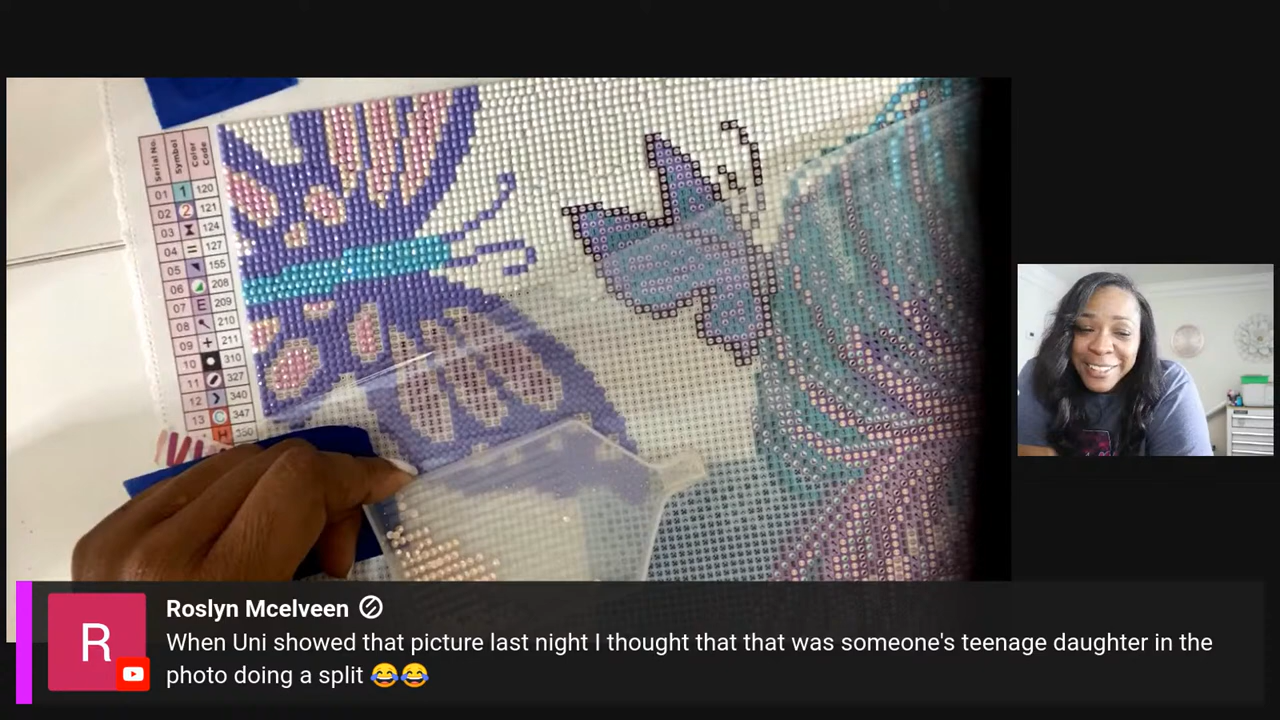 Serial No. Symbol Color Code
01 1 120
02 2 121
03 124
04 = 127
05 155
06 208
07 E 209
08 210
09 + 211
10 310
11 327
12 340
13 C 347
H 350
Roslyn Mcelveen
R
When Uni showed that picture last night I thought that that was someone's teenage daughter in the
photo doing a split 😂😂